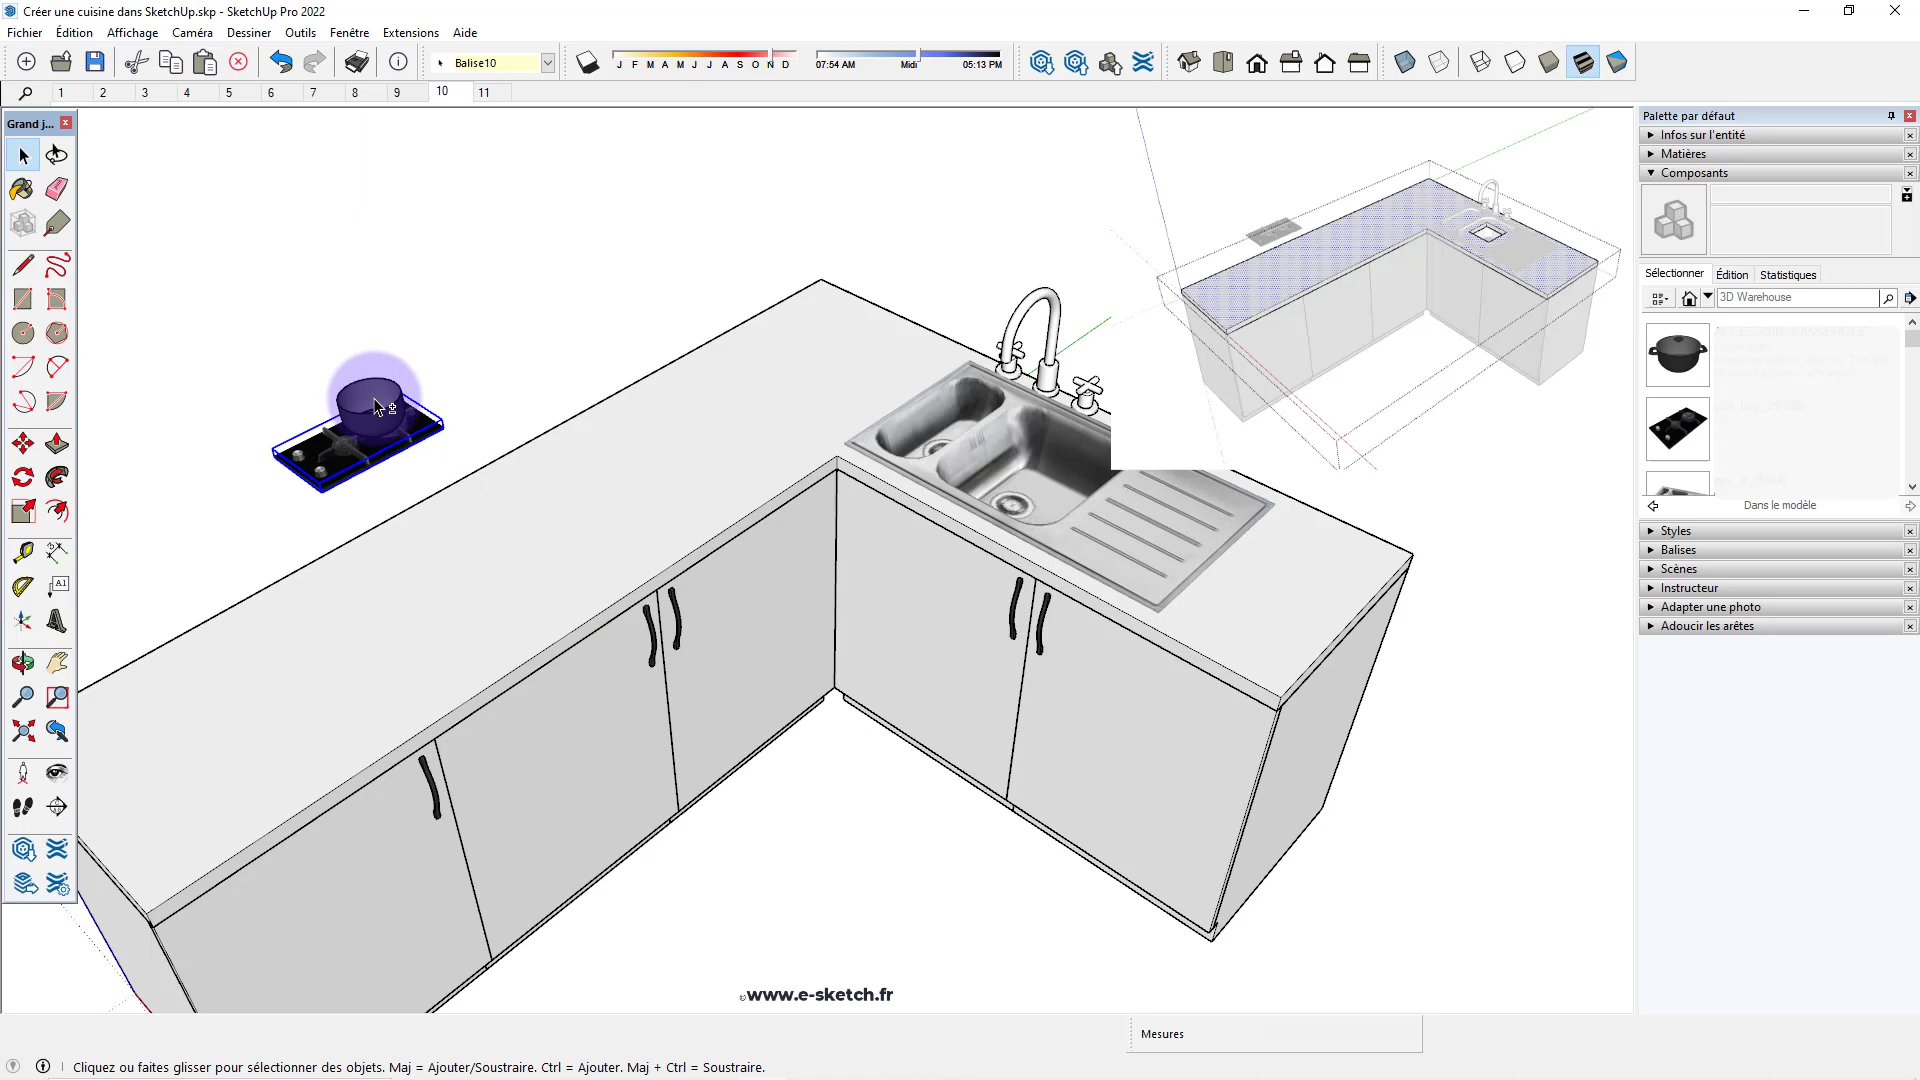 Créer une cuisine dans SketchUp.skp - SketchUp Pro 2022
Fichier Édition Affichage Caméra Dessiner Outils Fenêtre Extensions Aide
Balise10
J F M A M J J A S O N D
07:54 AM Midi 05:13 PM
1 2 3 4 5 6 7 8 9 10 11
Grand j...
A1
Palette par défaut
Infos sur l'entité
Matières
Composants
Sélectionner Édition Statistiques
3D Warehouse
Dans le modèle
Styles
Balises
Scènes
Instructeur
Adapter une photo
Adoucir les arêtes
©www.e-sketch.fr
Mesures
Cliquez ou faites glisser pour sélectionner des objets. Maj = Ajouter/Soustraire. Ctrl = Ajouter. Maj + Ctrl = Soustraire.